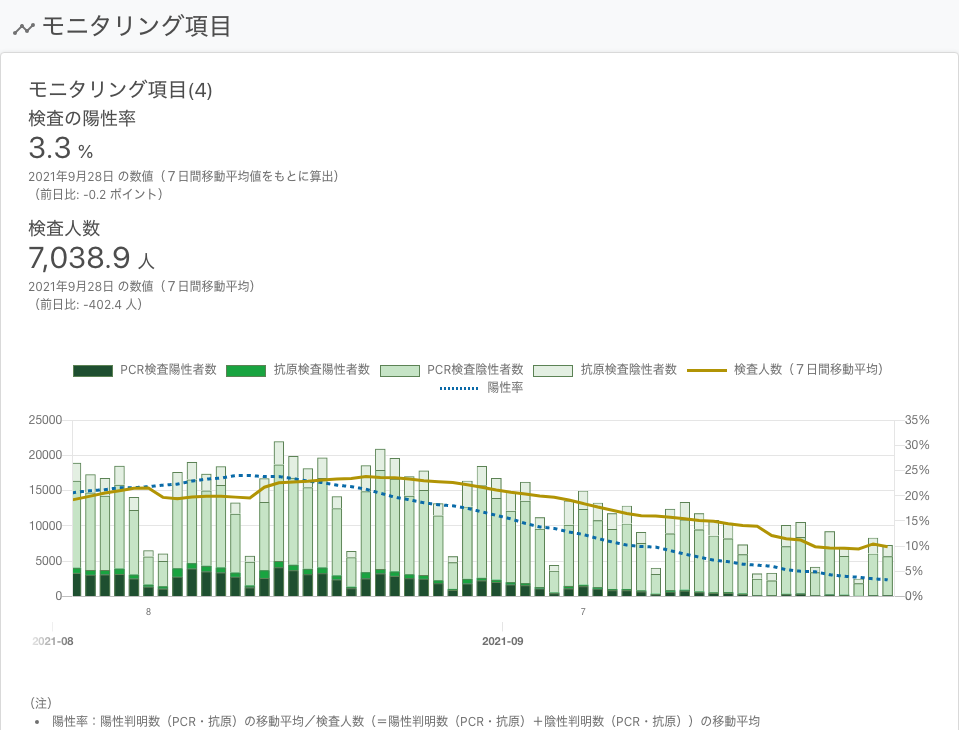 モニタリング項目
モニタリング項目(4)
検査の陽性率
3.3 %
2021年9月28日 の数値（７日間移動平均値をもとに算出）
（前日比: -0.2 ポイント）
検査人数
7,038.9 人
2021年9月28日 の数値（７日間移動平均）
（前日比: -402.4 人）
PCR検査陽性者数 抗原検査陽性者数 PCR検査陰性者数 抗原検査陰性者数 検査人数（７日間移動平均）
陽性率
25000 35%
30%
20000
25%
15000 20%
15%
10000
10%
5000
5%
0 0%
8 7
2021-08 2021-09
（注）
• 陽性率：陽性判明数（PCR・抗原）の移動平均／検査人数（＝陽性判明数（PCR・抗原）＋陰性判明数（PCR・抗原））の移動平均